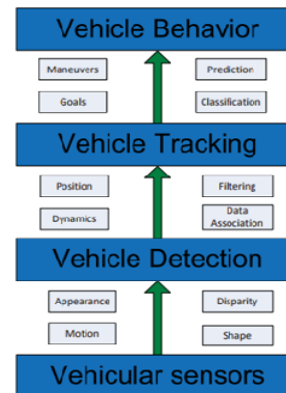 Vehicle Behavior
Maneuvers Prediction
Goals Classification
Vehicle Tracking
Position Filtering
Dynamics Data
Association
Vehicle Detection
Appearance Disparity
Motion Shape
Vehicular sensors